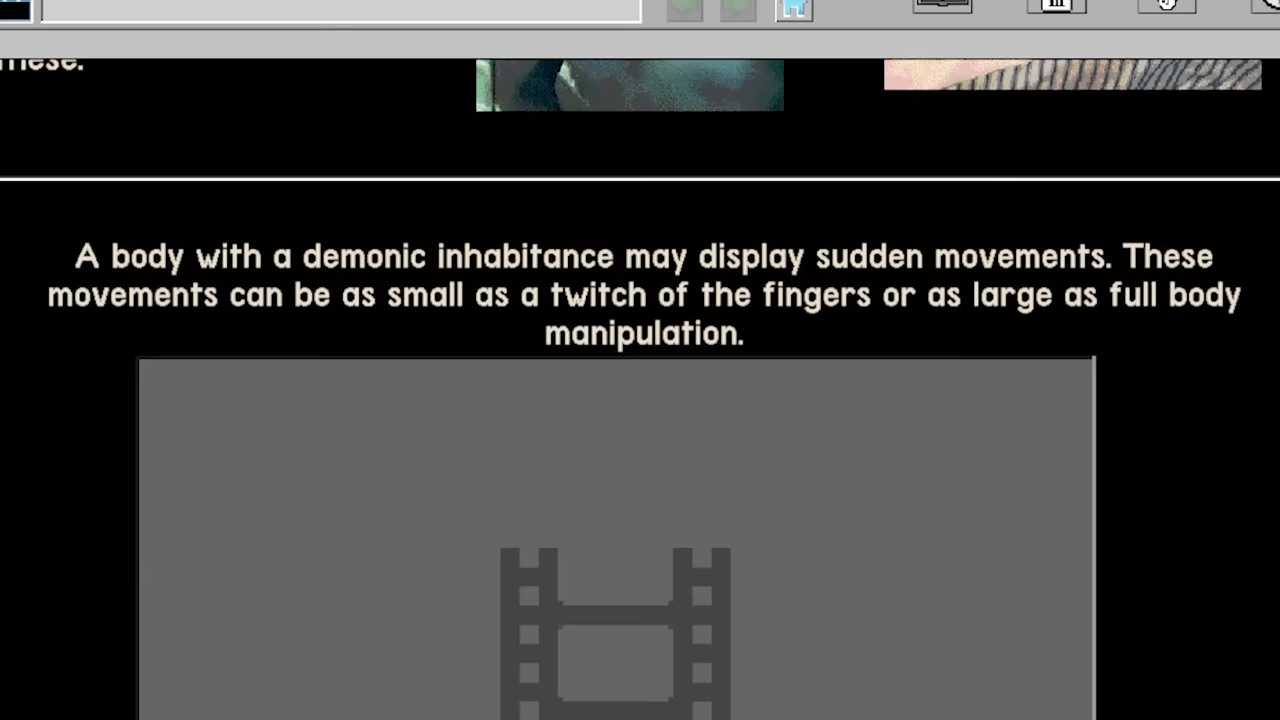 These.
A body with a demonic inhabitance may display sudden movements. These
movements can be as small as a twitch of the fingers or as large as full body
manipulation.